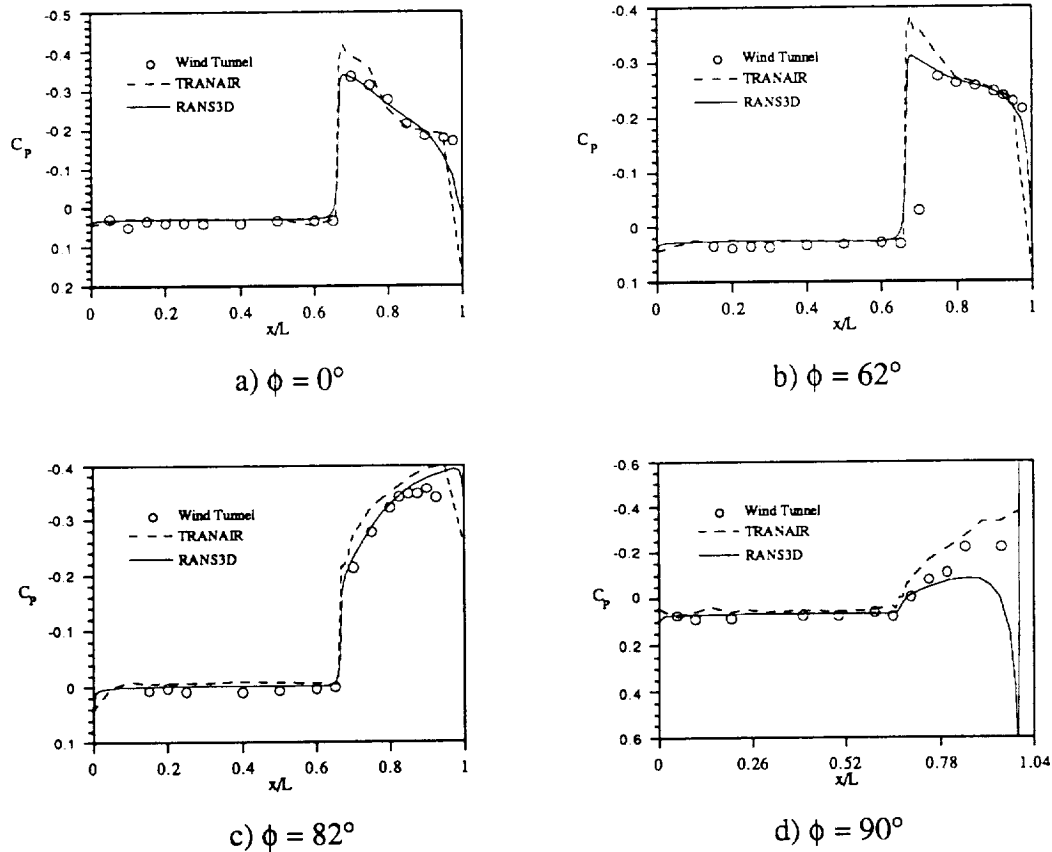 -0.5
-0.4
-0.3
-0.2
-0.1
0
0.1
0.2
Cp
Wind Tunnel
TRANAIR
RANS3D
0 0.2 0.4 0.6 0.8 1
x/L
a) ϕ = 0°
-0.4
-0.3
-0.2
-0.1
0
0.1
Cp
Wind Tunnel
TRANAIR
RANS3D
0 0.2 0.4 0.6 0.8 1
x/L
b) ϕ = 62°
-0.4
-0.3
-0.2
-0.1
0
0.1
Cp
Wind Tunnel
TRANAIR
RANS3D
0 0.2 0.4 0.6 0.8 1
x/L
c) ϕ = 82°
-0.6
-0.4
-0.2
0
0.2
0.4
0.6
Cp
Wind Tunnel
TRANAIR
RANS3D
0 0.26 0.52 0.78 1.04
x/L
d) ϕ = 90°